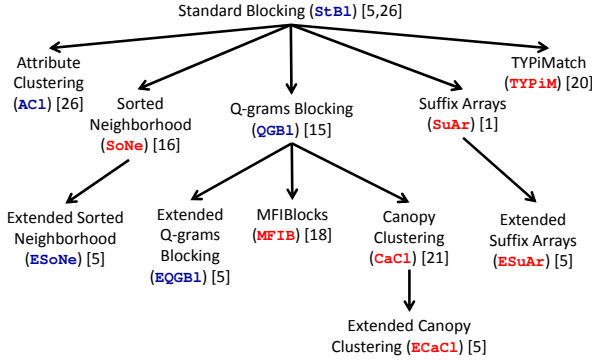 Standard Blocking (StBl) [5,26]
Attribute
Clustering
(ACl) [26]
Sorted
Neighborhood
(SoNe) [16]
Q-grams Blocking
(QGBl) [15]
Suffix Arrays
(SuAr) [1]
TYPiMatch
(TYPiM) [20]
Extended Sorted
Neighborhood
(ESoNe) [5]
Extended
Q-grams
Blocking
(EQGBl) [5]
MFIBlocks
(MFIB) [18]
Canopy
Clustering
(CaCl) [21]
Extended
Suffix Arrays
(ESuAr) [5]
Extended Canopy
Clustering (ECaCl) [5]